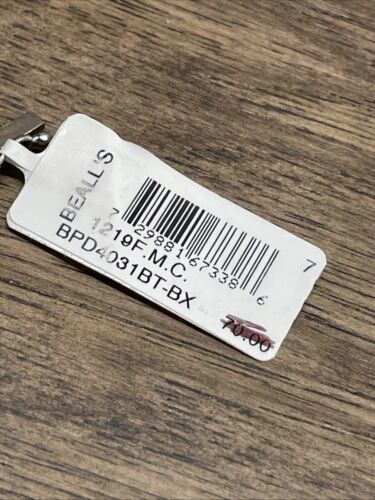 BEALL'S
7 29881 67338 6
7
1219F.M.C.
BPD4031BT-BX
70.00